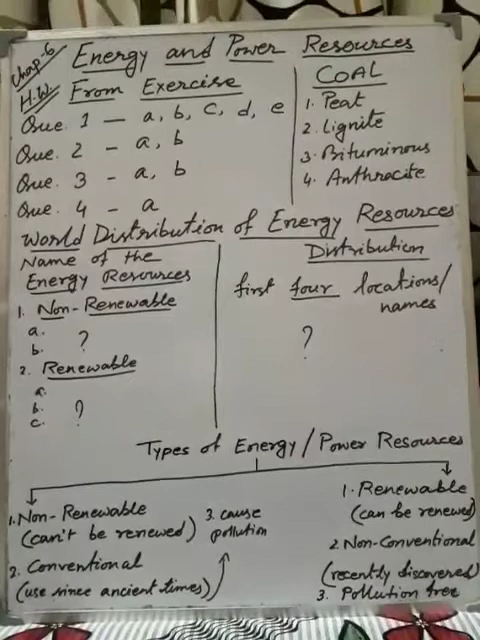 Chap. 6
Energy and Power Resources
H.W. From Exercise
Que. 1 — a, b, c, d, e
Que. 2 - a, b
Que. 3 - a, b
Que. 4 - a
COAL
1. Peat
2. Lignite
3. Bituminous
4. Anthracite
World Distribution of Energy Resources
Name of the
Energy Resources
1. Non-Renewable
a.
b. ?
2. Renewable
a.
b. ?
c.
Distribution
first four locations/
names
?
Types of Energy/Power Resources
1. Non-Renewable
(can't be renewed)
2. Conventional
(use since ancient times)
3. cause
pollution
1. Renewable
(can be renewed)
2. Non-Conventional
(recently discovered)
3. Pollution free